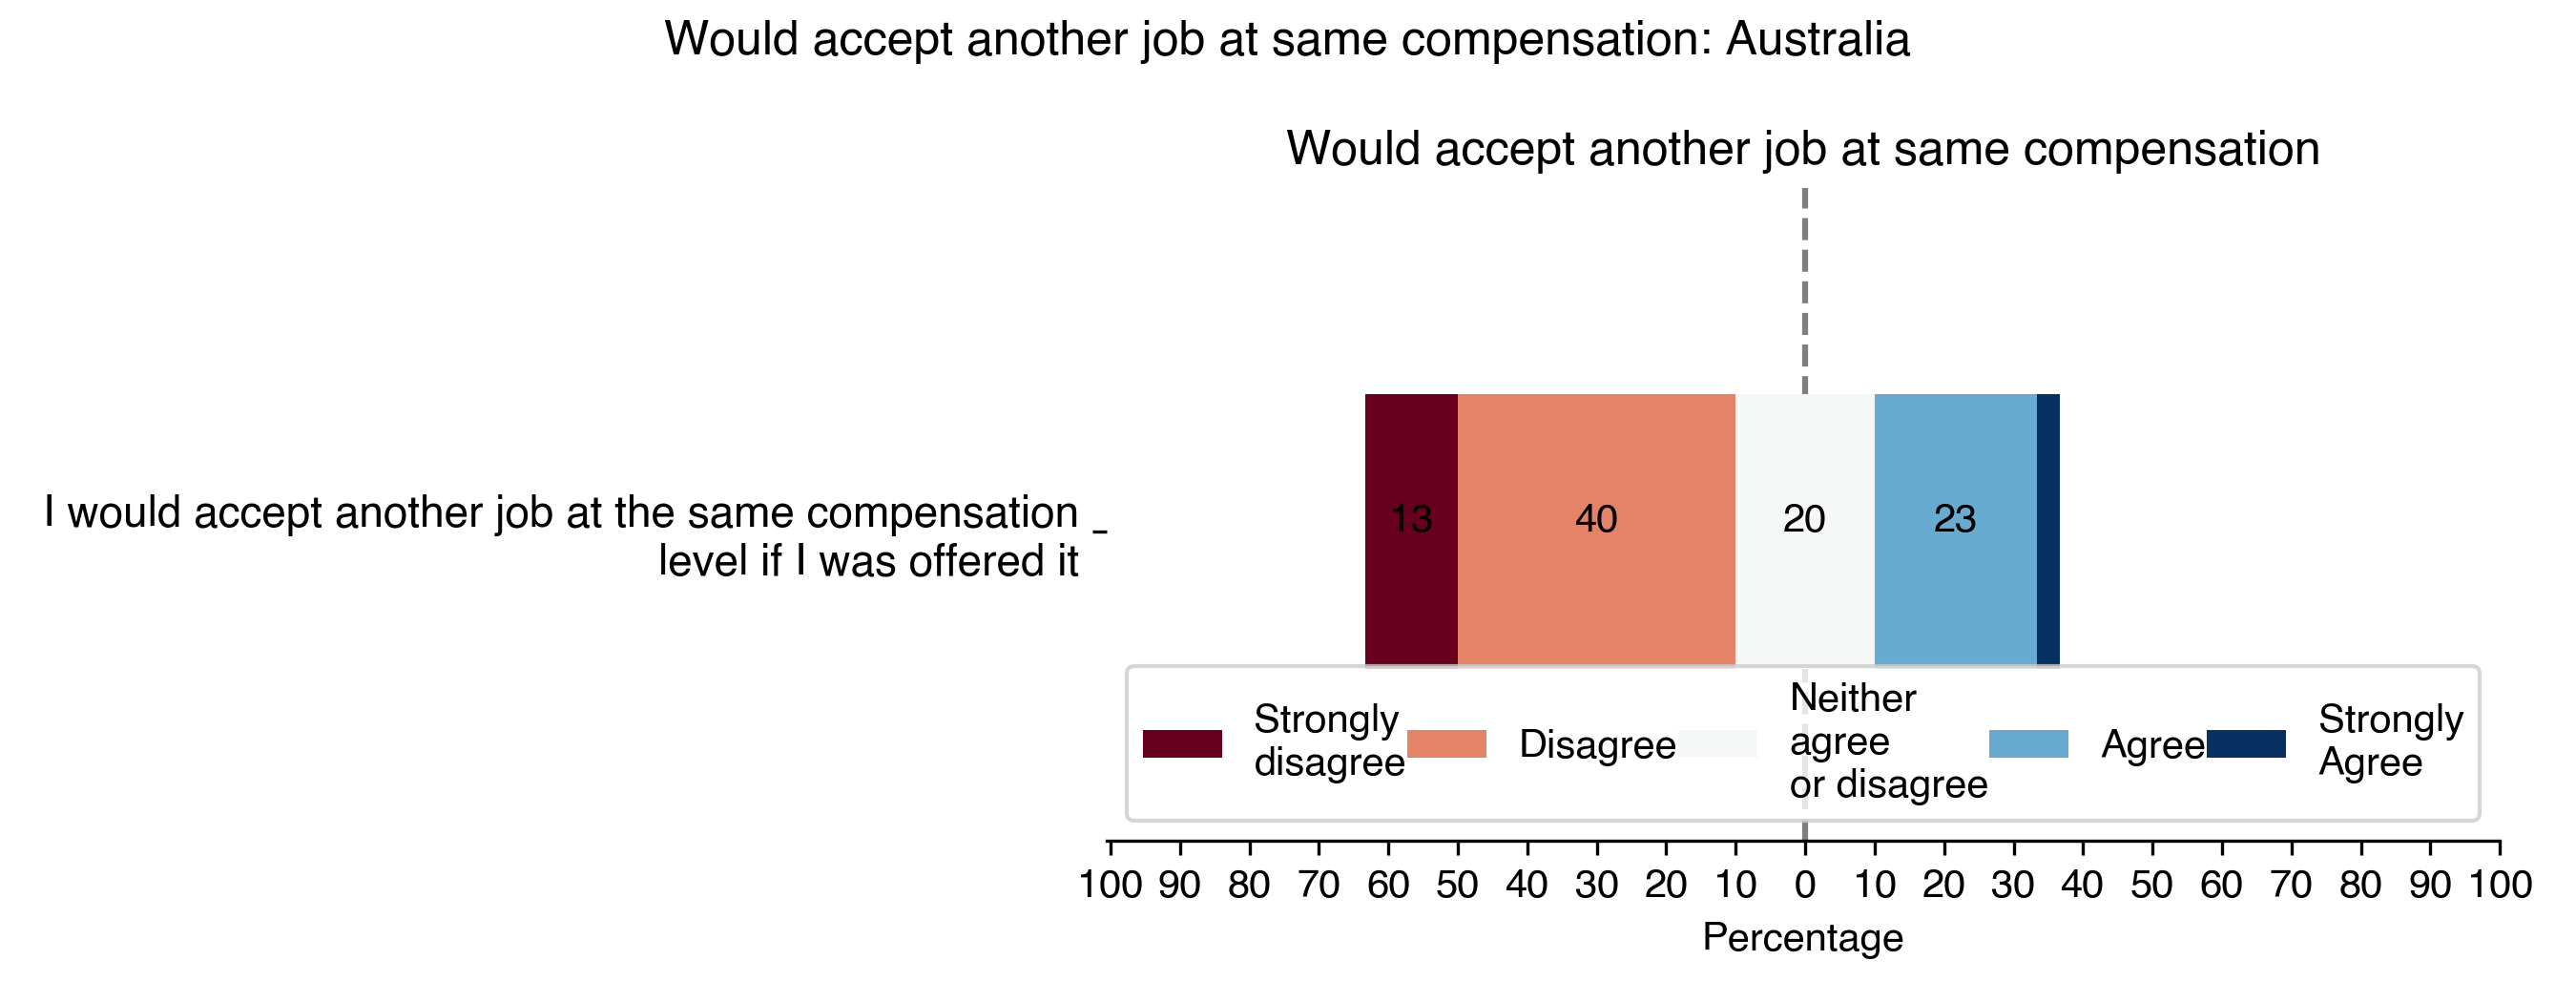 Would accept another job at same compensation: Australia
Would accept another job at same compensation
I would accept another job at the same compensation
level if I was offered it
13 40 20 23
Strongly
disagree
Disagree
Neither
agree
or disagree
Agree
Strongly
Agree
100 90 80 70 60 50 40 30 20 10 0 10 20 30 40 50 60 70 80 90 100
Percentage